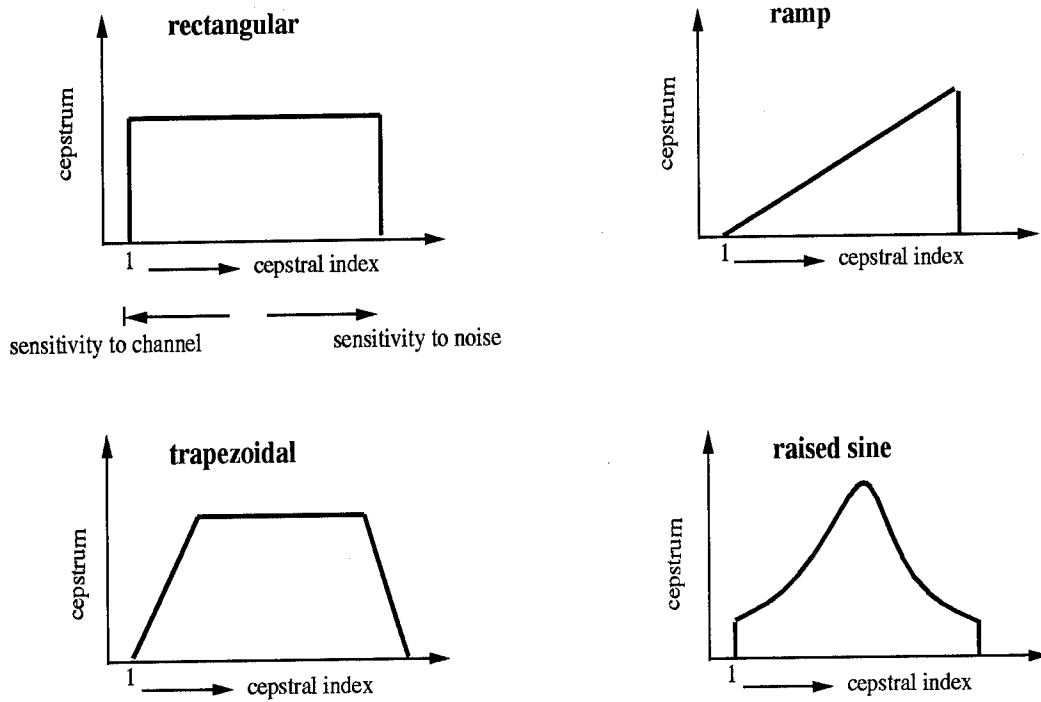 rectangular
cepstrum
1
cepstral index
sensitivity to channel
sensitivity to noise
ramp
cepstrum
1
cepstral index
trapezoidal
cepstrum
1
cepstral index
raised sine
cepstrum
1
cepstral index